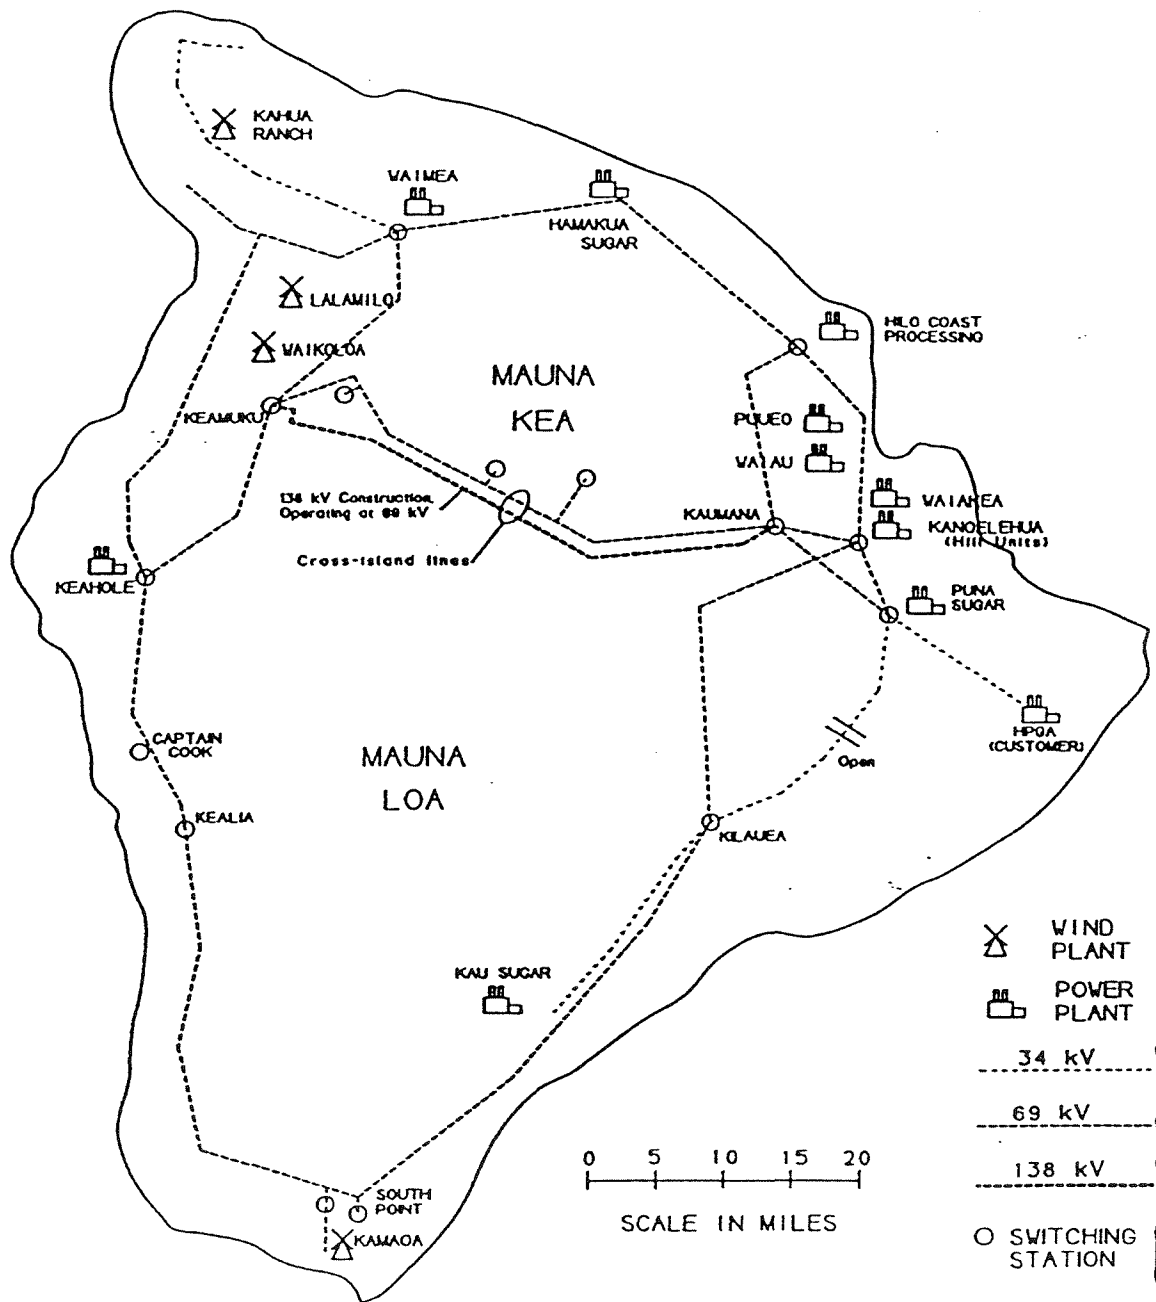 KAHUA
RANCH
WAIMEA
HAMAKUA
SUGAR
LALAMILO
WAIKOLOA
HILO COAST
PROCESSING
MAUNA
KEA
KEAMUKU
PUUEO
WAIAU
WAIAKEA
KANOELEHUA
(Hill Units)
KAUMANA
138 kV Construction,
Operating at 69 kV
Cross-island lines
KEAHOLE
PUNA
SUGAR
CAPTAIN
COOK
MAUNA
LOA
HPGA
(CUSTOMER)
Open
KEALIA
KILAUEA
KAU SUGAR
WIND
PLANT
POWER
PLANT
34 kV
69 kV
138 kV
SWITCHING
STATION
0 5 10 15 20
SCALE IN MILES
SOUTH
POINT
KAMAOA